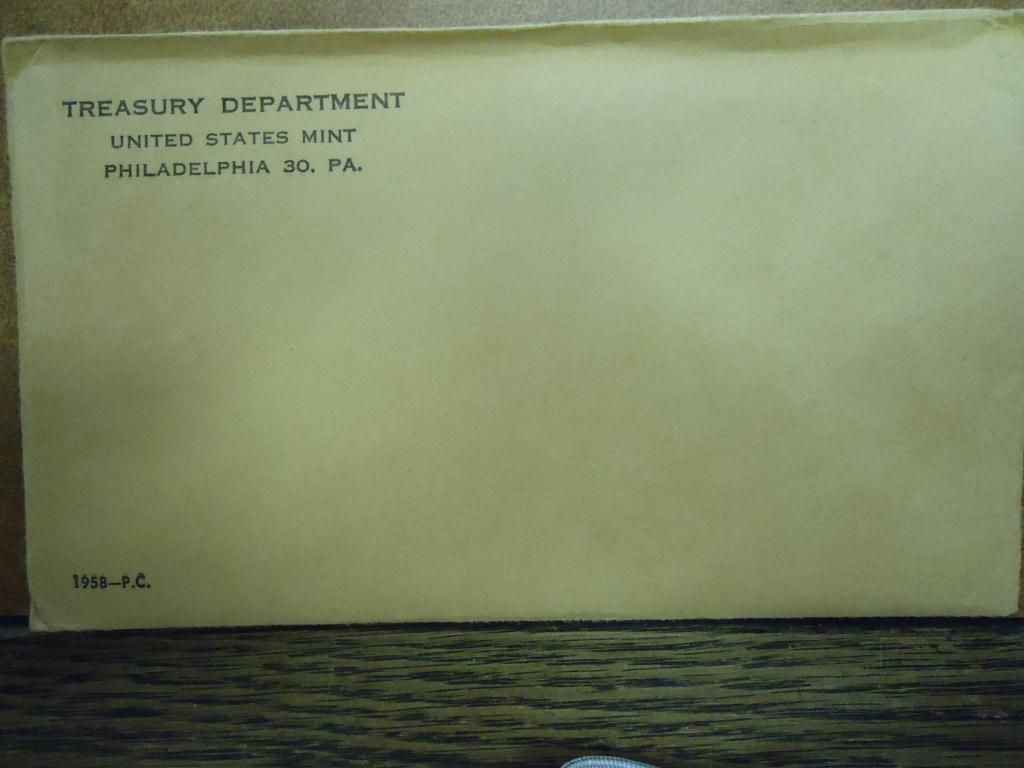 TREASURY DEPARTMENT
UNITED STATES MINT
PHILADELPHIA 30, PA.
1958—P.C.